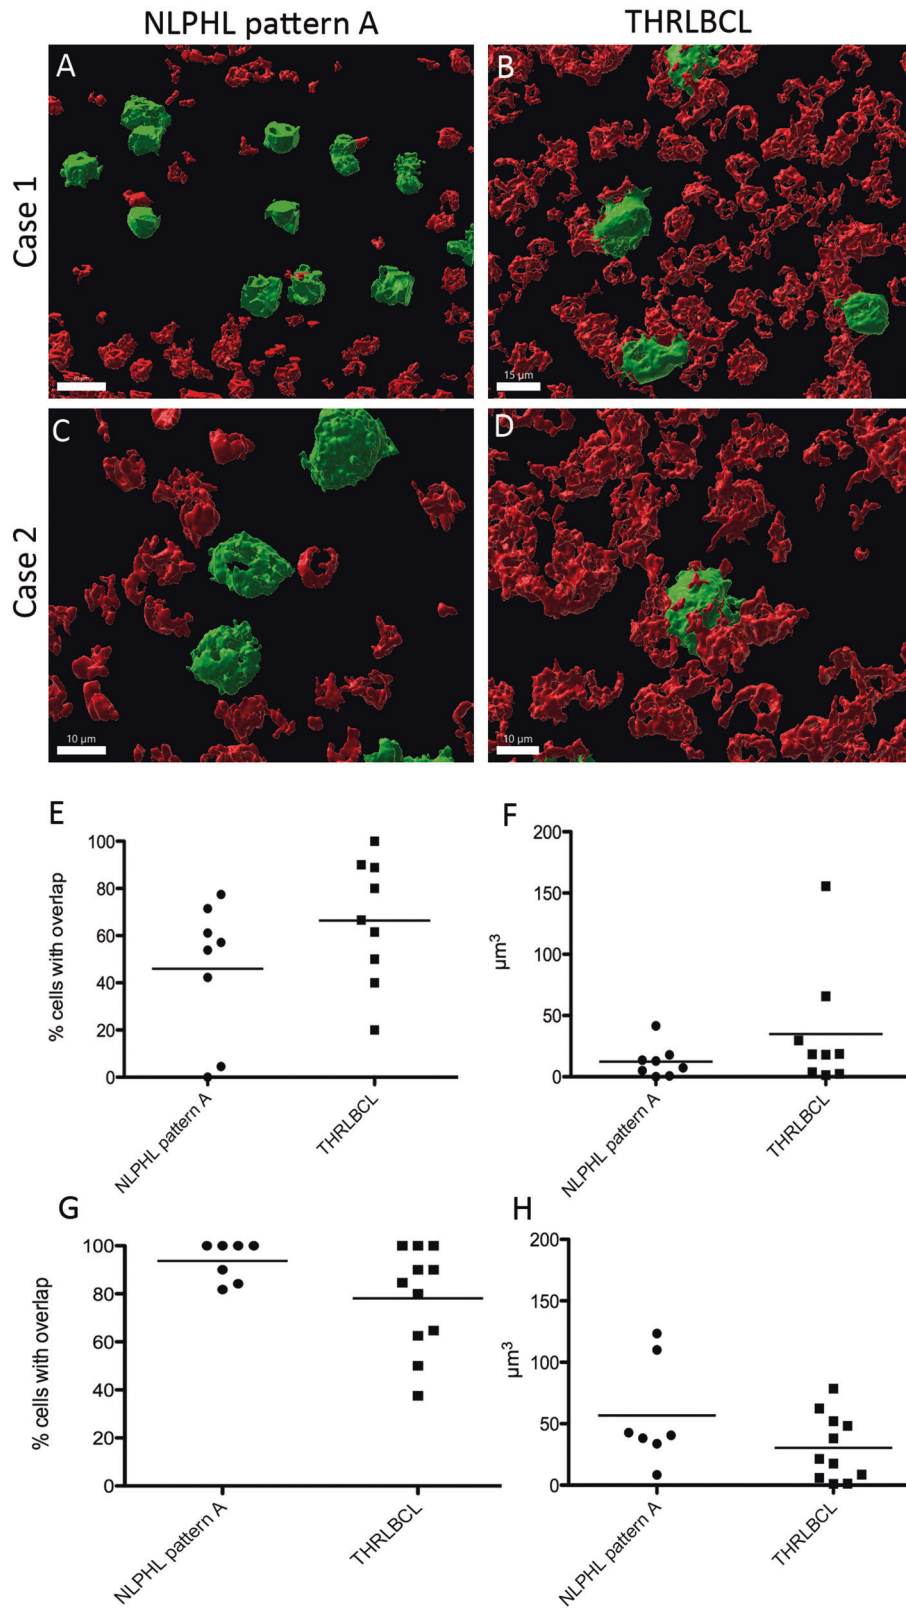 NLPHL pattern A THRLBCL
Case 1
A B
15 µm
Case 2
C D
10 µm 10 µm
E F
% cells with overlap
100
80
60
40
20
0
NLPHL pattern A THRLBCL
µm³
200
150
100
50
0
NLPHL pattern A THRLBCL
G H
% cells with overlap
100
80
60
40
20
0
NLPHL pattern A THRLBCL
µm³
200
150
100
50
0
NLPHL pattern A THRLBCL